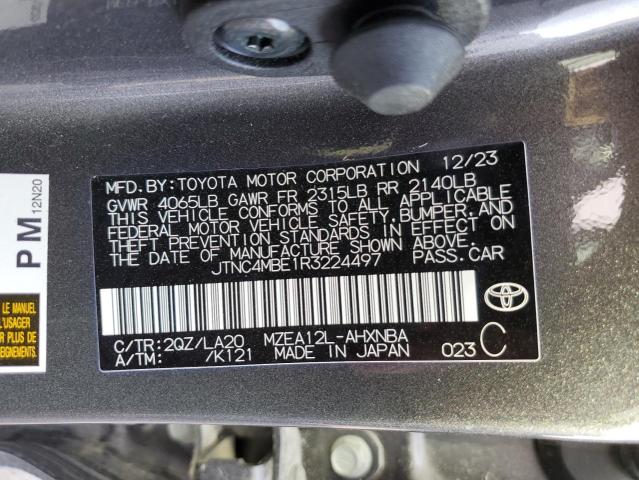 MFD.BY:TOYOTA MOTOR CORPORATION 12/23
GVWR 4065LB GAWR FR 2315LB RR 2140LB
THIS VEHICLE CONFORMS TO ALL APPLICABLE
FEDERAL MOTOR VEHICLE SAFETY,BUMPER,AND
THEFT PREVENTION STANDARDS IN EFFECT ON
THE DATE OF MANUFACTURE SHOWN ABOVE.
JTNC4MBE1R3224497 PASS.CAR
C/TR:2QZ/LA20 MZEA12L-AHXNBA
A/TM: /K121 MADE IN JAPAN 023 C
PM
12N20
LE MANUEL
L'USAGER
R PLUS DE
EIGNEMENTS.